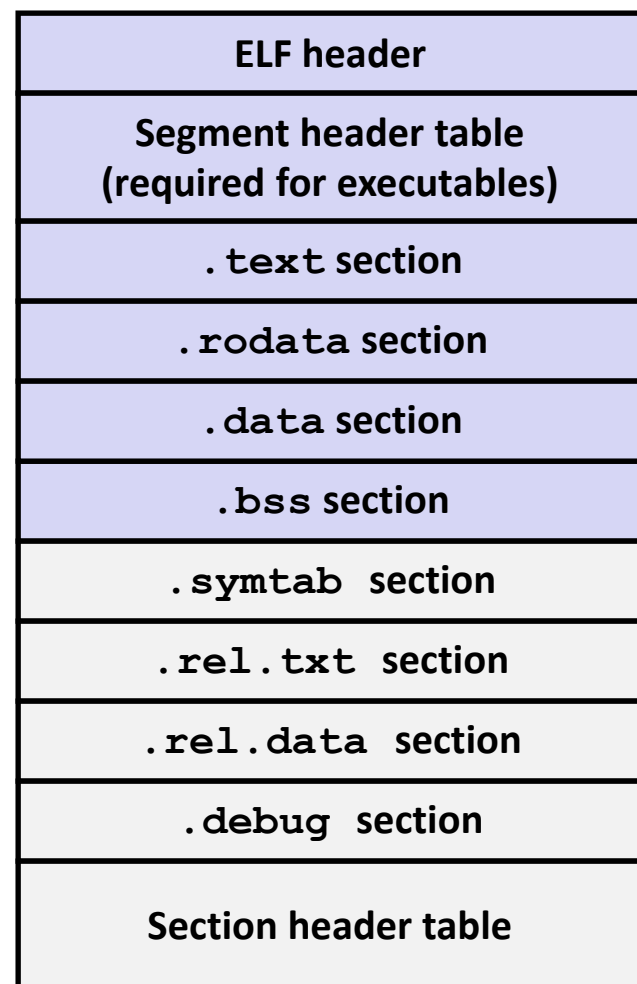 ELF header
Segment header table
(required for executables)
.text section
.rodata section
.data section
.bss section
.symtab section
.rel.txt section
.rel.data section
.debug section
Section header table